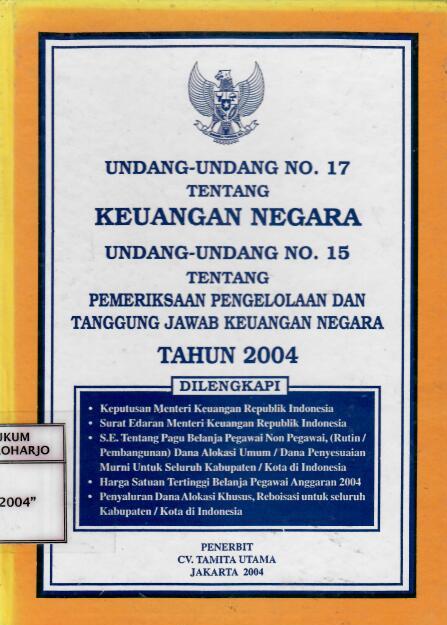 UNDANG-UNDANG NO. 17
TENTANG
KEUANGAN NEGARA
UNDANG-UNDANG NO. 15
TENTANG
PEMERIKSAAN PENGELOLAAN DAN
TANGGUNG JAWAB KEUANGAN NEGARA
TAHUN 2004
DILENGKAPI
• Keputusan Menteri Keuangan Republik Indonesia
• Surat Edaran Menteri Keuangan Republik Indonesia
• S.E. Tentang Pagu Belanja Pegawai Non Pegawai, (Rutin /
Pembangunan) Dana Alokasi Umum / Dana Penyesuaian
Murni Untuk Seluruh Kabupaten / Kota di Indonesia
• Harga Satuan Tertinggi Belanja Pegawai Anggaran 2004
• Penyaluran Dana Alokasi Khusus, Reboisasi untuk seluruh
Kabupaten / Kota di Indonesia
UKUM
OHARJO
2004"
PENERBIT
CV. TAMITA UTAMA
JAKARTA 2004